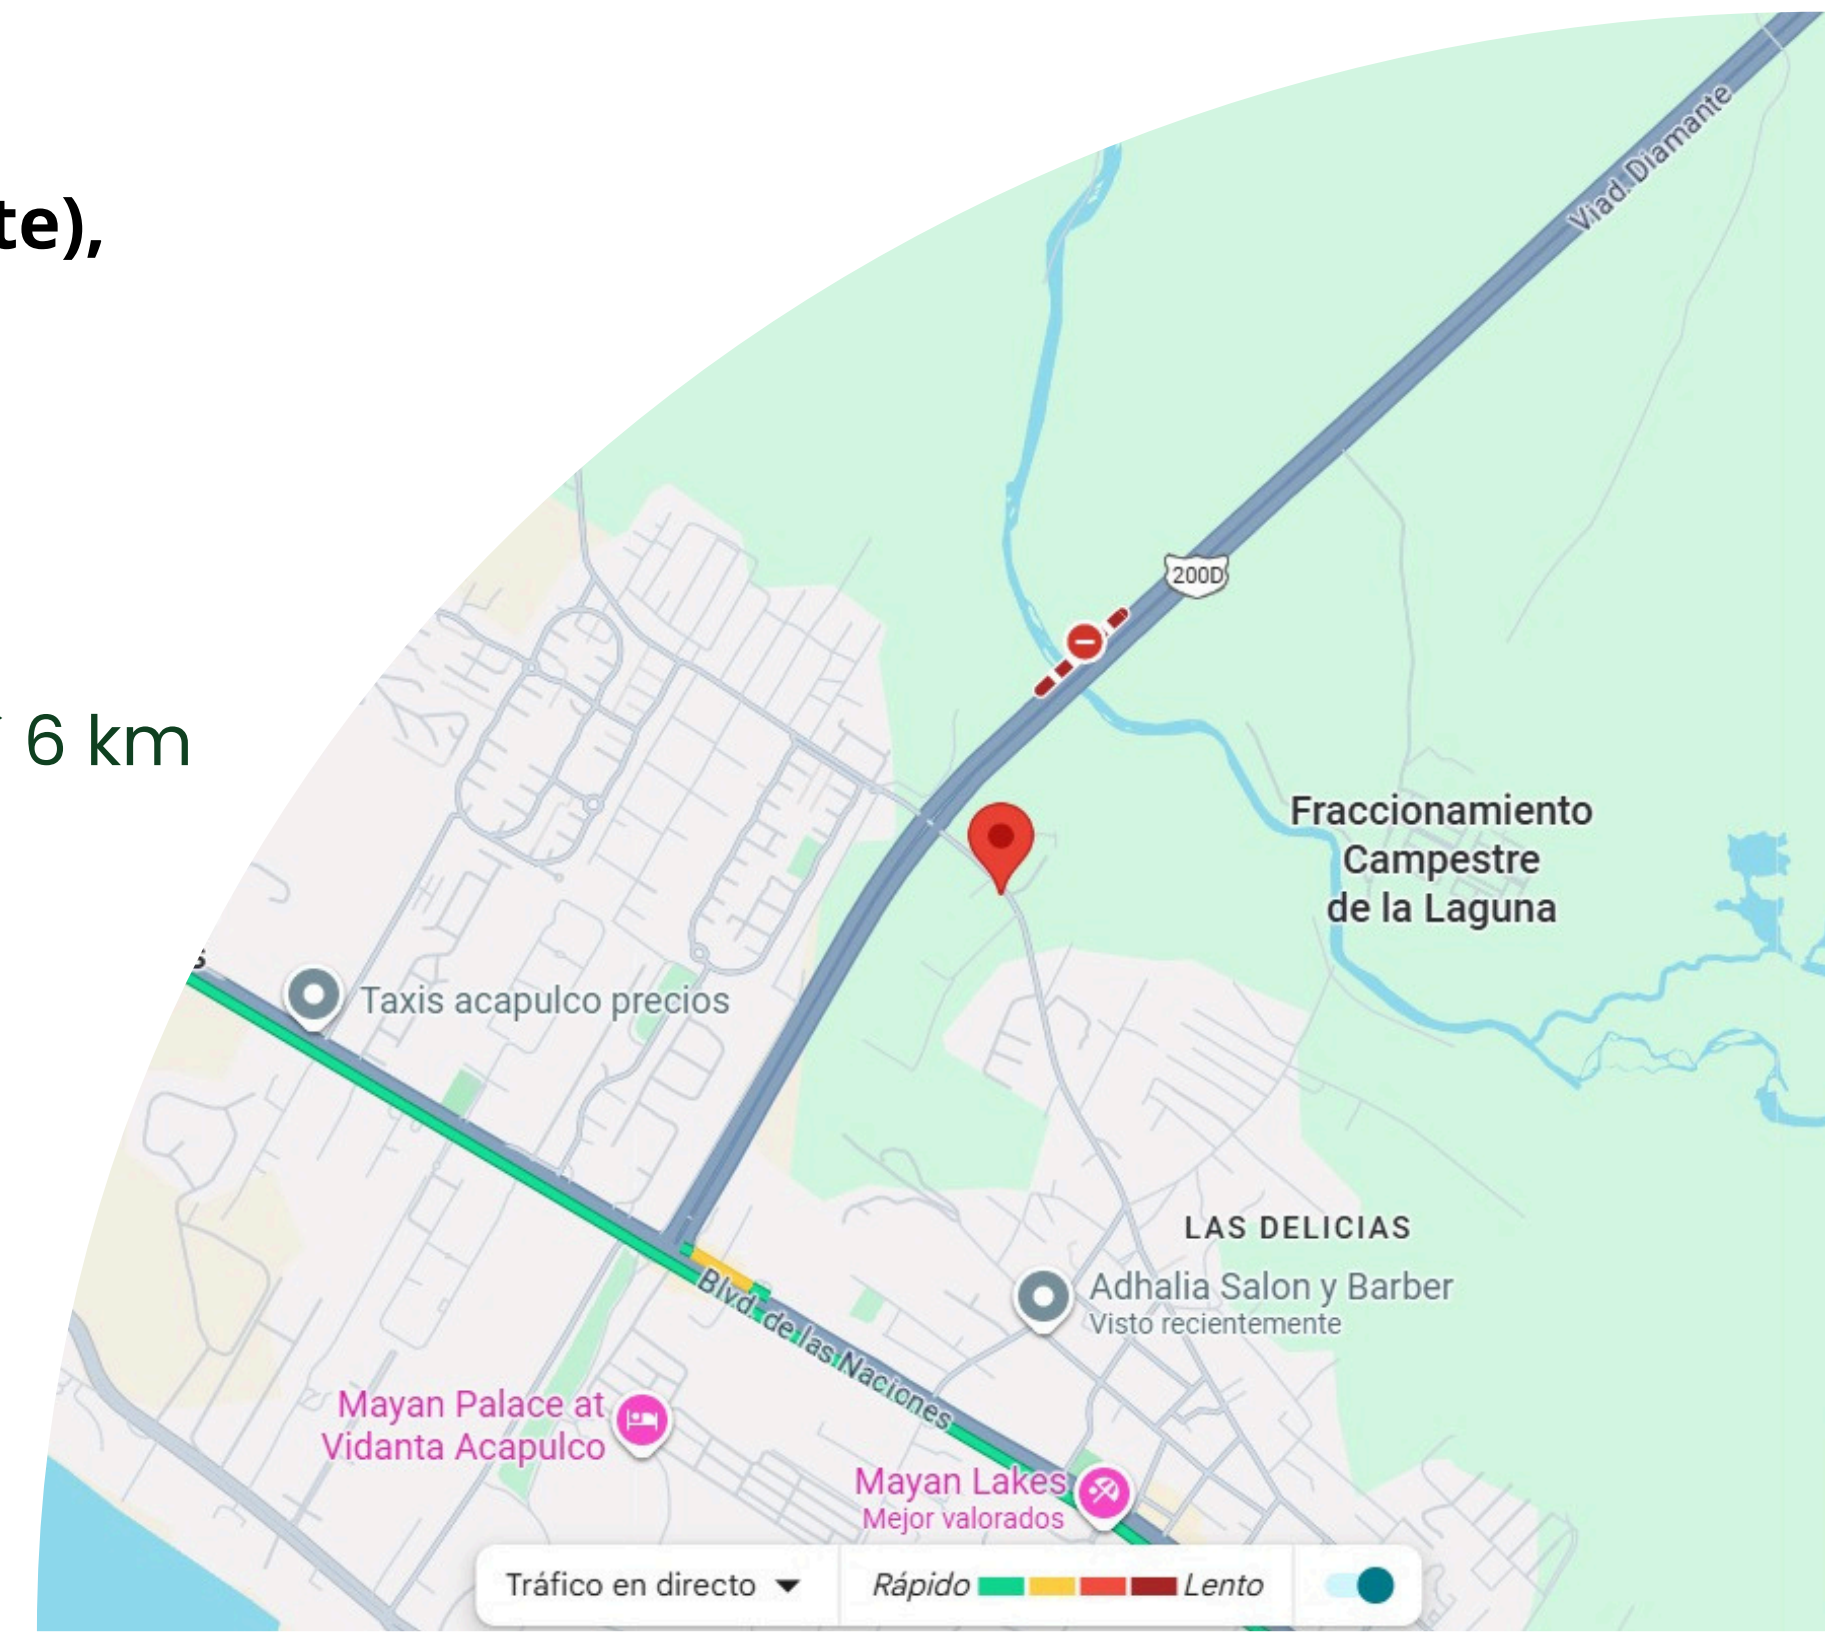 te),
6 km
Viad. Diamante
200D
Fraccionamiento
Campestre
de la Laguna
s
Taxis acapulco precios
LAS DELICIAS
Adhalia Salon y Barber
Visto recientemente
Blvd. de las Naciones
Mayan Palace at
Vidanta Acapulco
Mayan Lakes
Mejor valorados
Tráfico en directo
Rápido
Lento